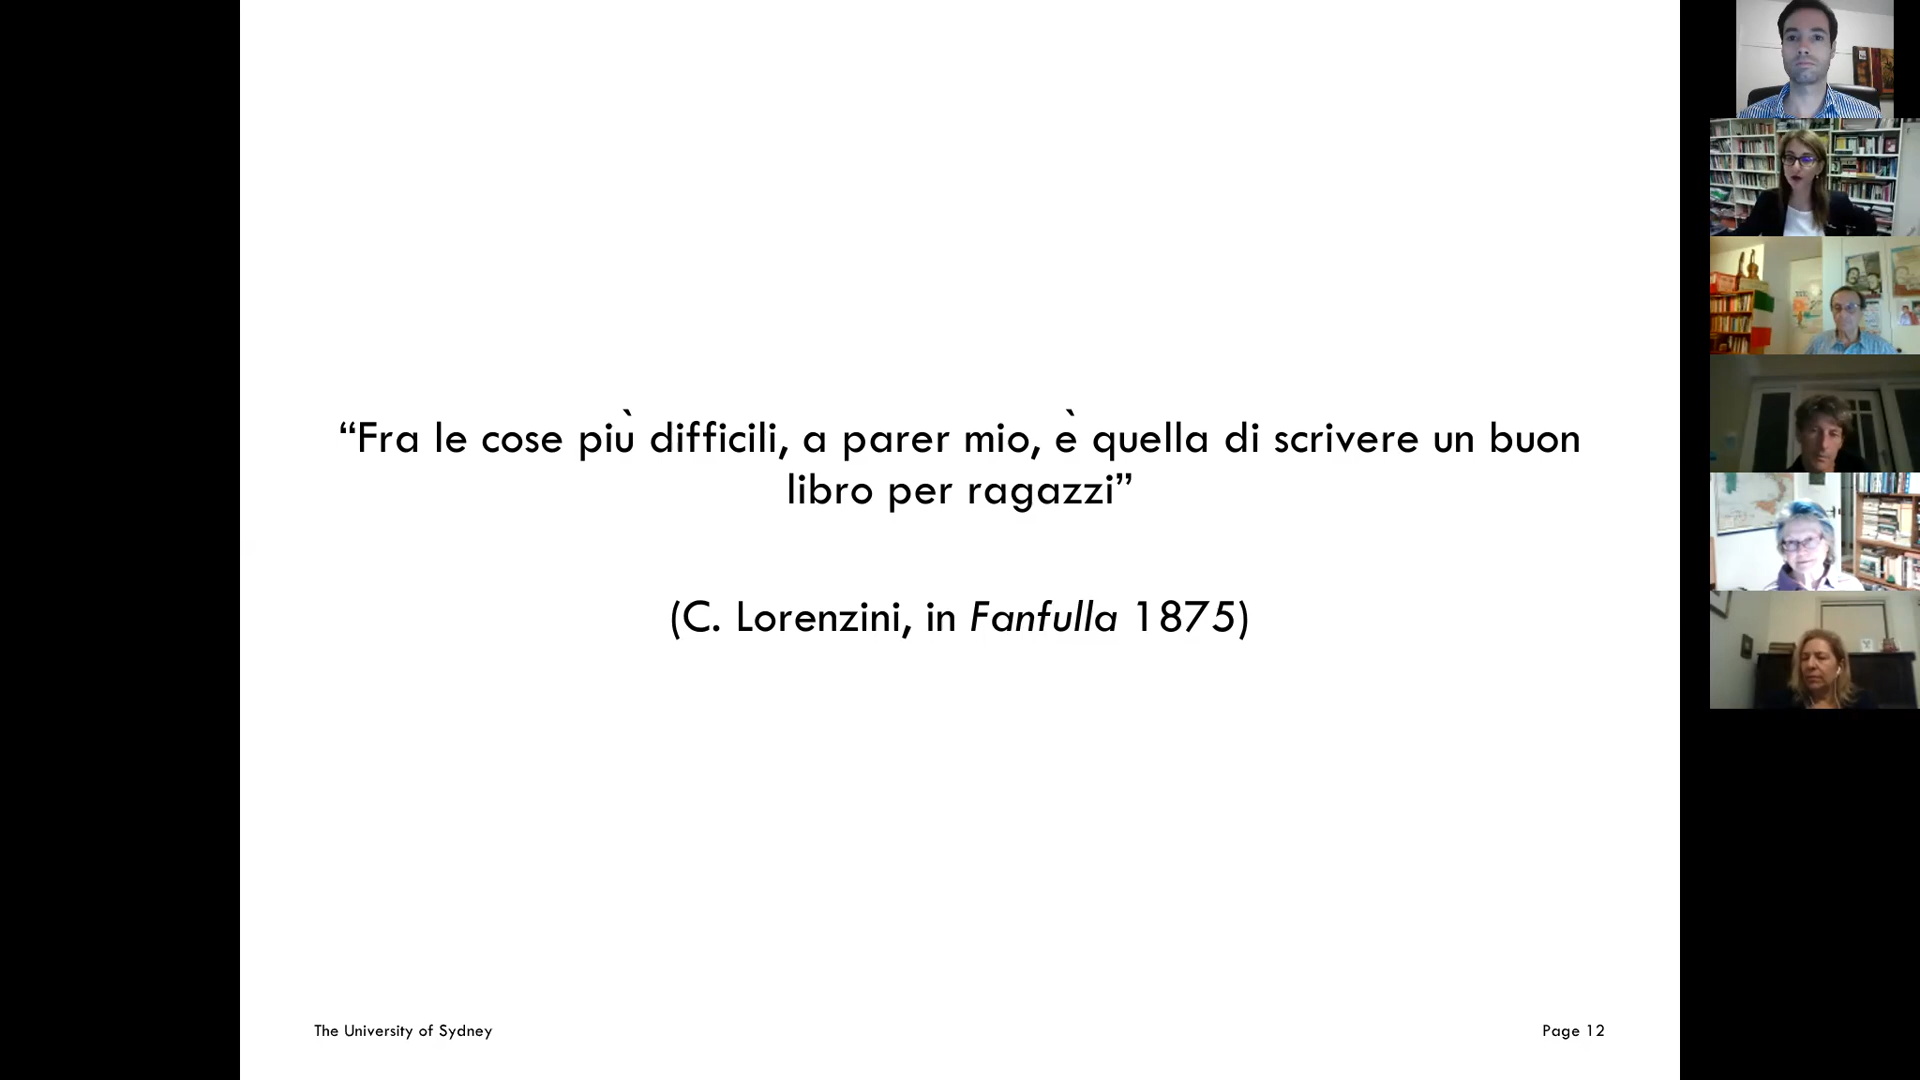 “Fra le cose più difficili, a parer mio, è quella di scrivere un buon
libro per ragazzi”
(C. Lorenzini, in Fanfulla 1875)
The University of Sydney
Page 12